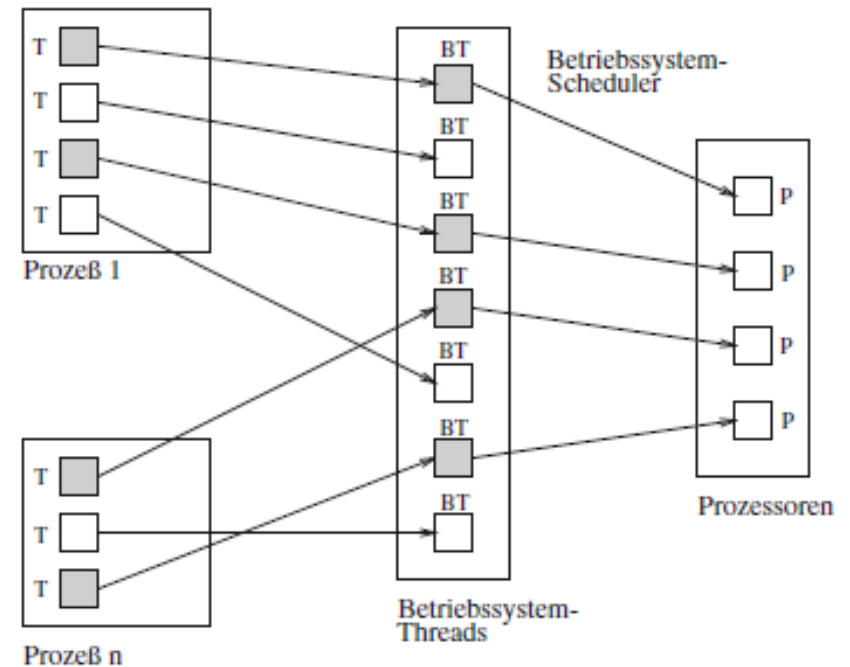 T
T
T
T
Prozeß 1
T
T
T
Prozeß n
BT
BT
BT
BT
BT
BT
BT
Betriebssystem-
Threads
Betriebssystem-
Scheduler
P
P
P
P
Prozessoren